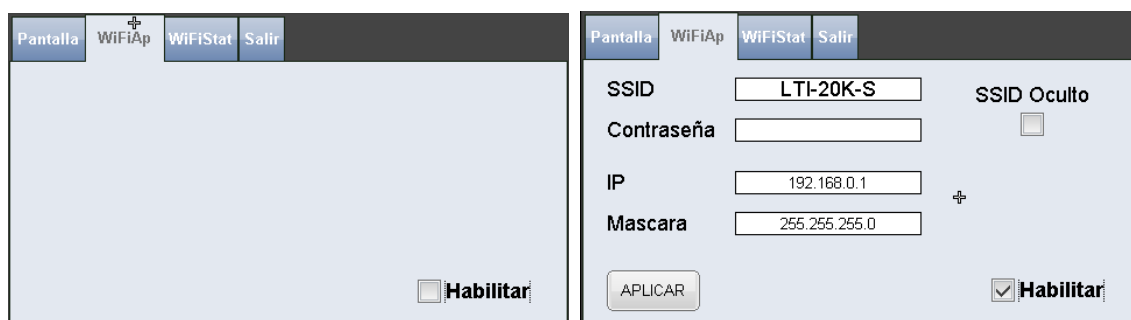 Pantalla WiFiAp WiFiStat Salir
Habilitar
Pantalla WiFiAp WiFiStat Salir
SSID LTI-20K-S SSID Oculto
Contraseña
IP 192.168.0.1
Mascara 255.255.255.0
APLICAR Habilitar